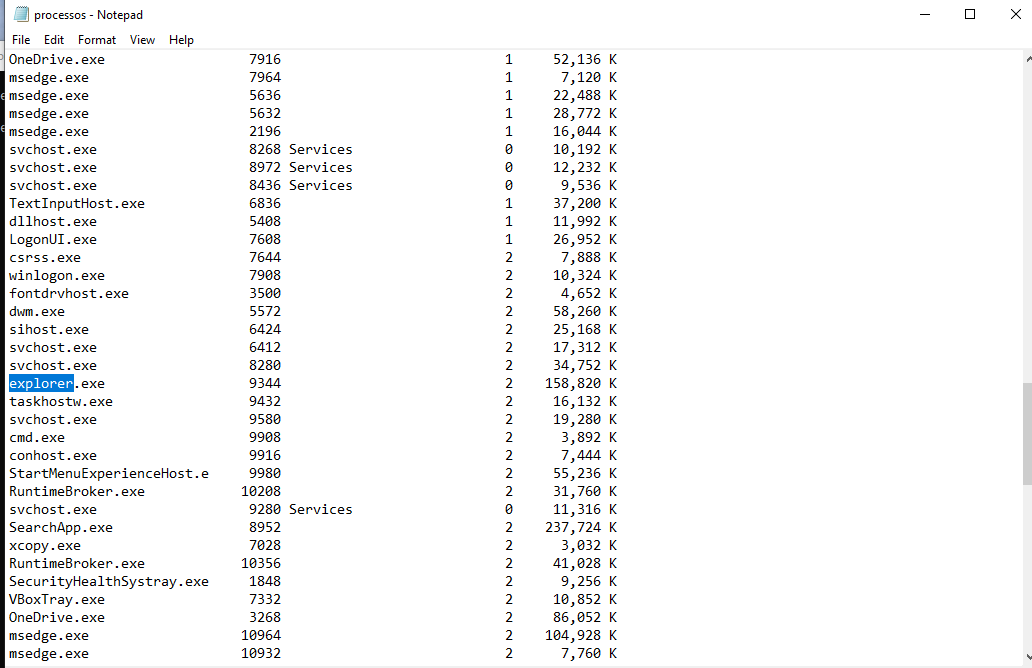 processos - Notepad
File Edit Format View Help
OneDrive.exe 7916 1 52,136 K
msedge.exe 7964 1 7,120 K
msedge.exe 5636 1 22,488 K
msedge.exe 5632 1 28,772 K
msedge.exe 2196 1 16,044 K
svchost.exe 8268 Services 0 10,192 K
svchost.exe 8972 Services 0 12,232 K
svchost.exe 8436 Services 0 9,536 K
TextInputHost.exe 6836 1 37,200 K
dllhost.exe 5408 1 11,992 K
LogonUI.exe 7608 1 26,952 K
csrss.exe 7644 2 7,888 K
winlogon.exe 7908 2 10,324 K
fontdrvhost.exe 3500 2 4,652 K
dwm.exe 5572 2 58,260 K
sihost.exe 6424 2 25,168 K
svchost.exe 6412 2 17,312 K
svchost.exe 8280 2 34,752 K
explorer.exe 9344 2 158,820 K
taskhostw.exe 9432 2 16,132 K
svchost.exe 9580 2 19,280 K
cmd.exe 9908 2 3,892 K
conhost.exe 9916 2 7,444 K
StartMenuExperienceHost.e 9980 2 55,236 K
RuntimeBroker.exe 10208 2 31,760 K
svchost.exe 9280 Services 0 11,316 K
SearchApp.exe 8952 2 237,724 K
xcopy.exe 7028 2 3,032 K
RuntimeBroker.exe 10356 2 41,028 K
SecurityHealthSystray.exe 1848 2 9,256 K
VBoxTray.exe 7332 2 10,852 K
OneDrive.exe 3268 2 86,052 K
msedge.exe 10964 2 104,928 K
msedge.exe 10932 2 7,760 K